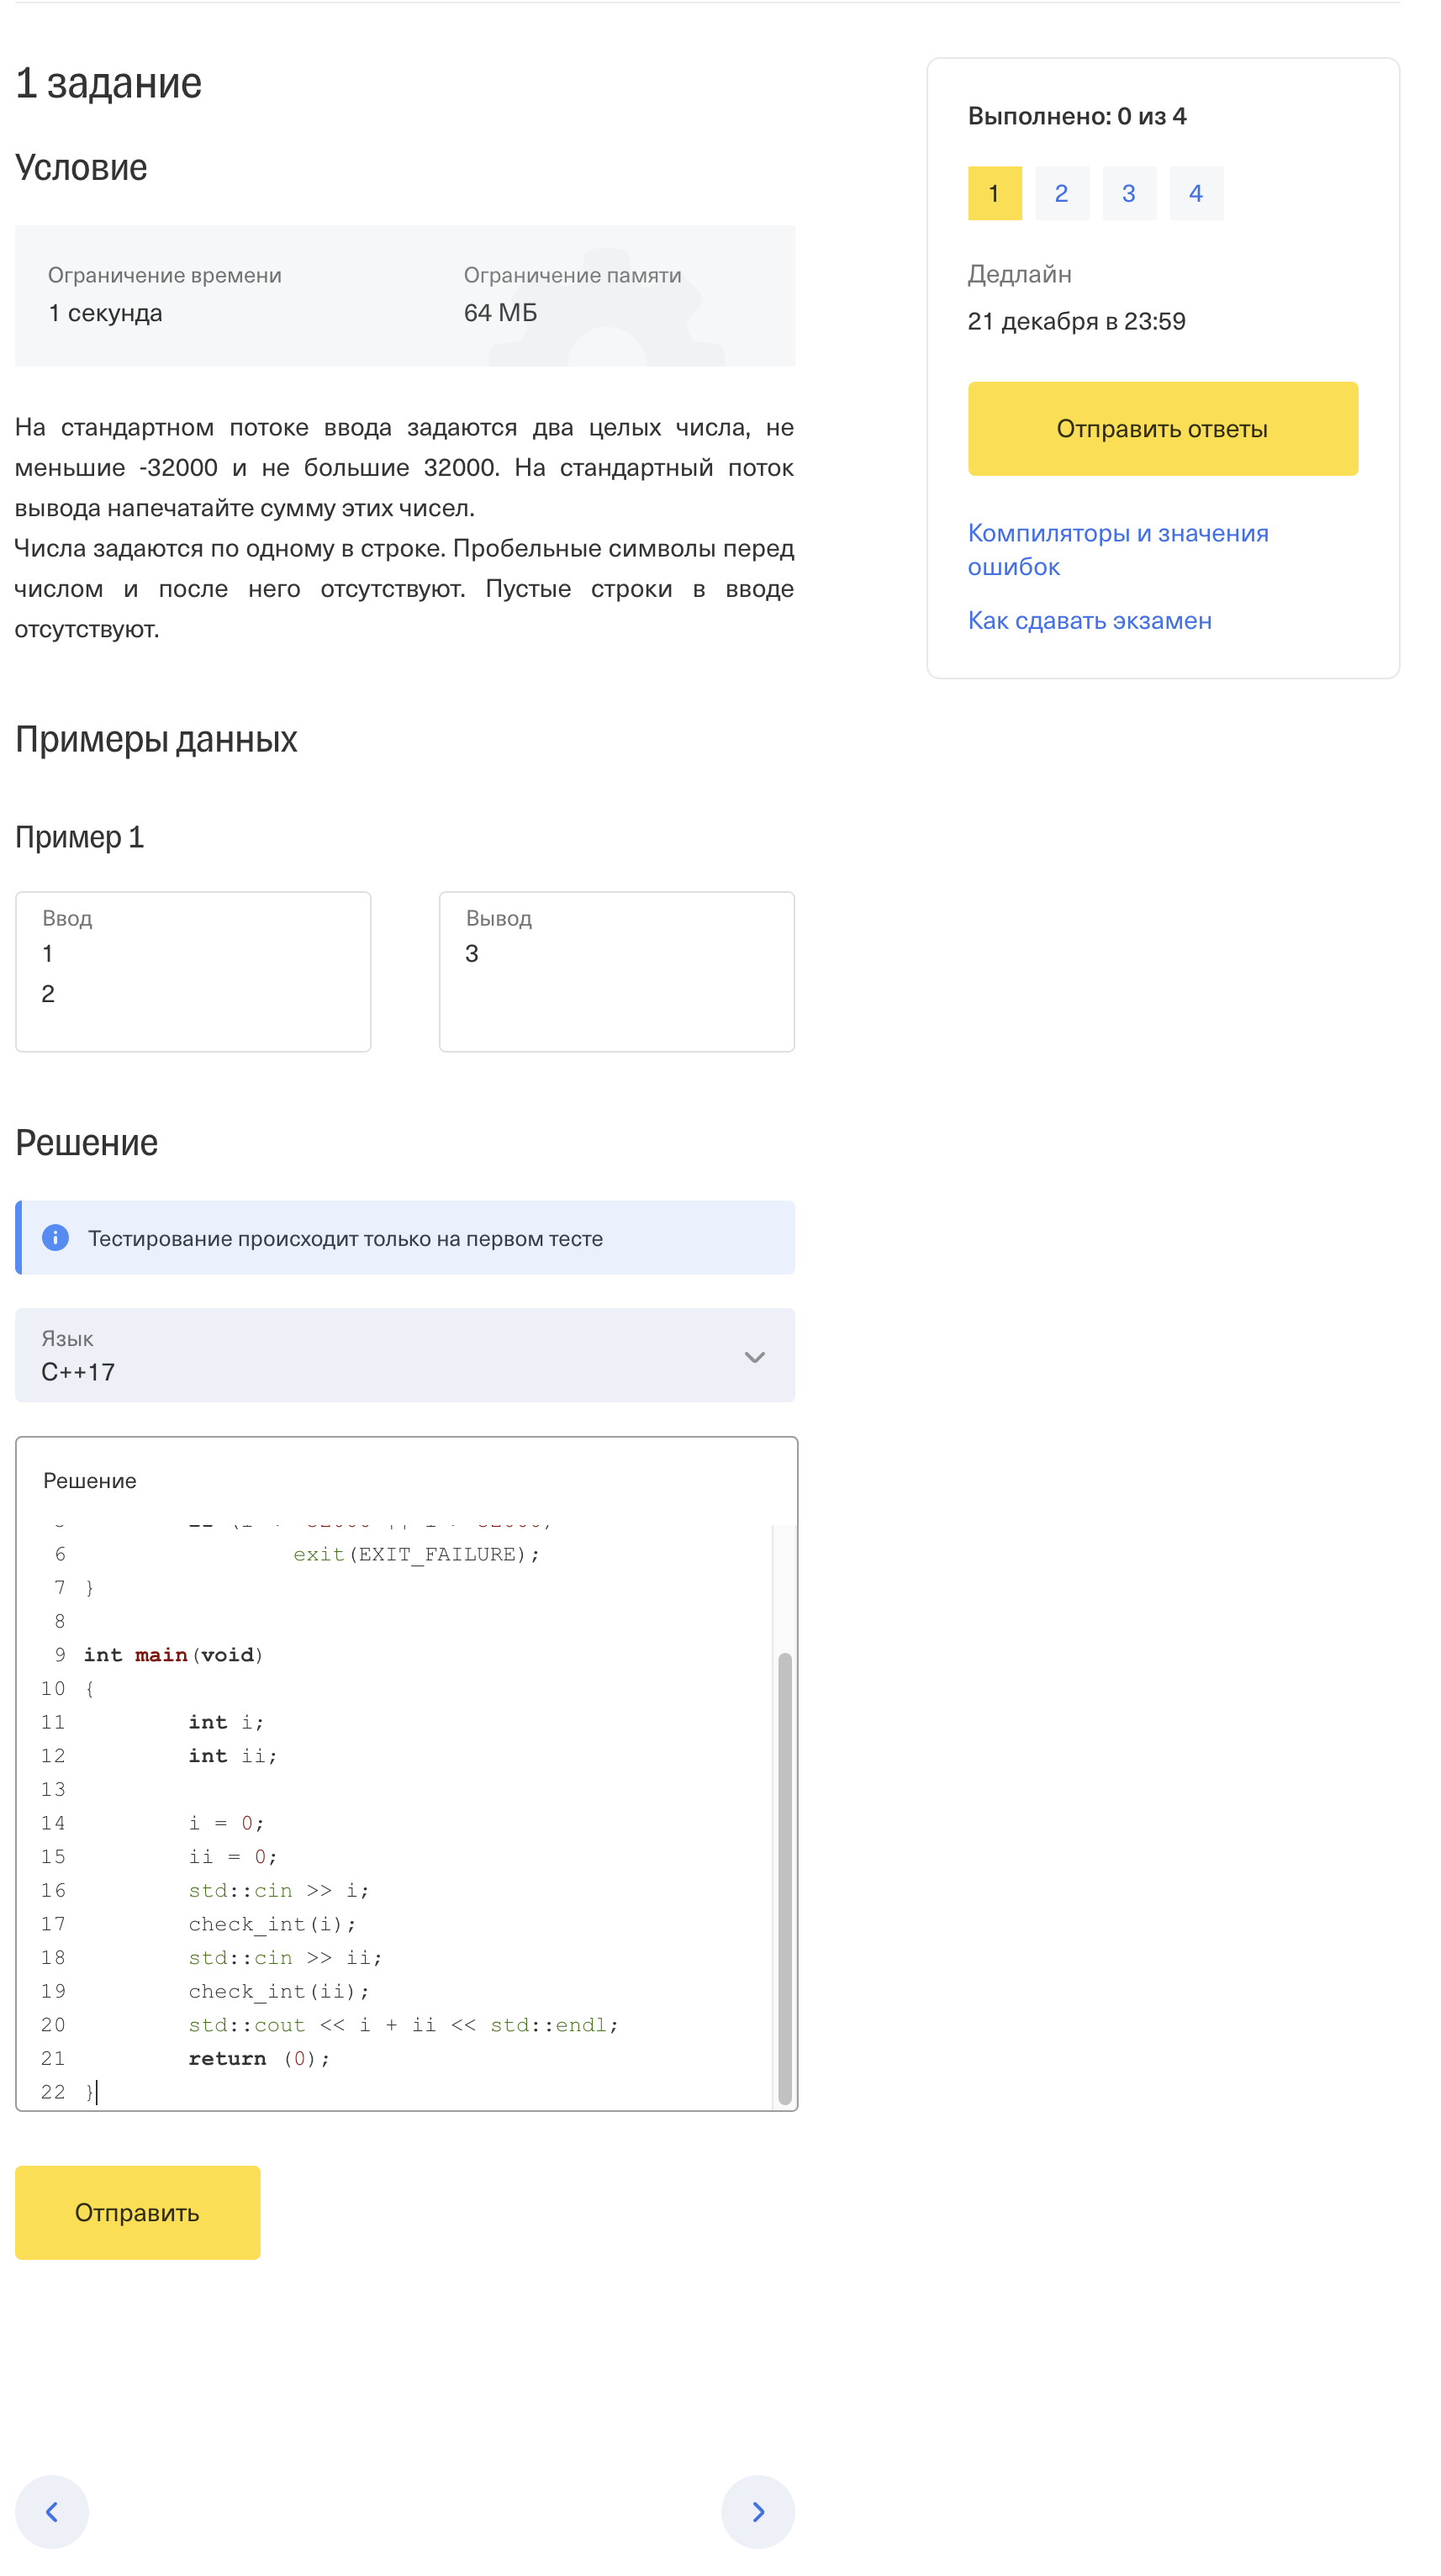 1 задание
Условие
Ограничение времени
1 секунда
Ограничение памяти
64 МБ
На стандартном потоке ввода задаются два целых числа, не
меньшие -32000 и не большие 32000. На стандартный поток
вывода напечатайте сумму этих чисел.
Числа задаются по одному в строке. Пробельные символы перед
числом и после него отсутствуют. Пустые строки в вводе
отсутствуют.
Примеры данных
Пример 1
Ввод
1
2
Вывод
3
Решение
Тестирование происходит только на первом тесте
Язык
C++17
Решение
6 exit(EXIT_FAILURE);
7 }
8
9 int main(void)
10 {
11 int i;
12 int ii;
13
14 i = 0;
15 ii = 0;
16 std::cin >> i;
17 check_int(i);
18 std::cin >> ii;
19 check_int(ii);
20 std::cout << i + ii << std::endl;
21 return (0);
22 }
Отправить
Выполнено: 0 из 4
1 2 3 4
Дедлайн
21 декабря в 23:59
Отправить ответы
Компиляторы и значения
ошибок
Как сдавать экзамен